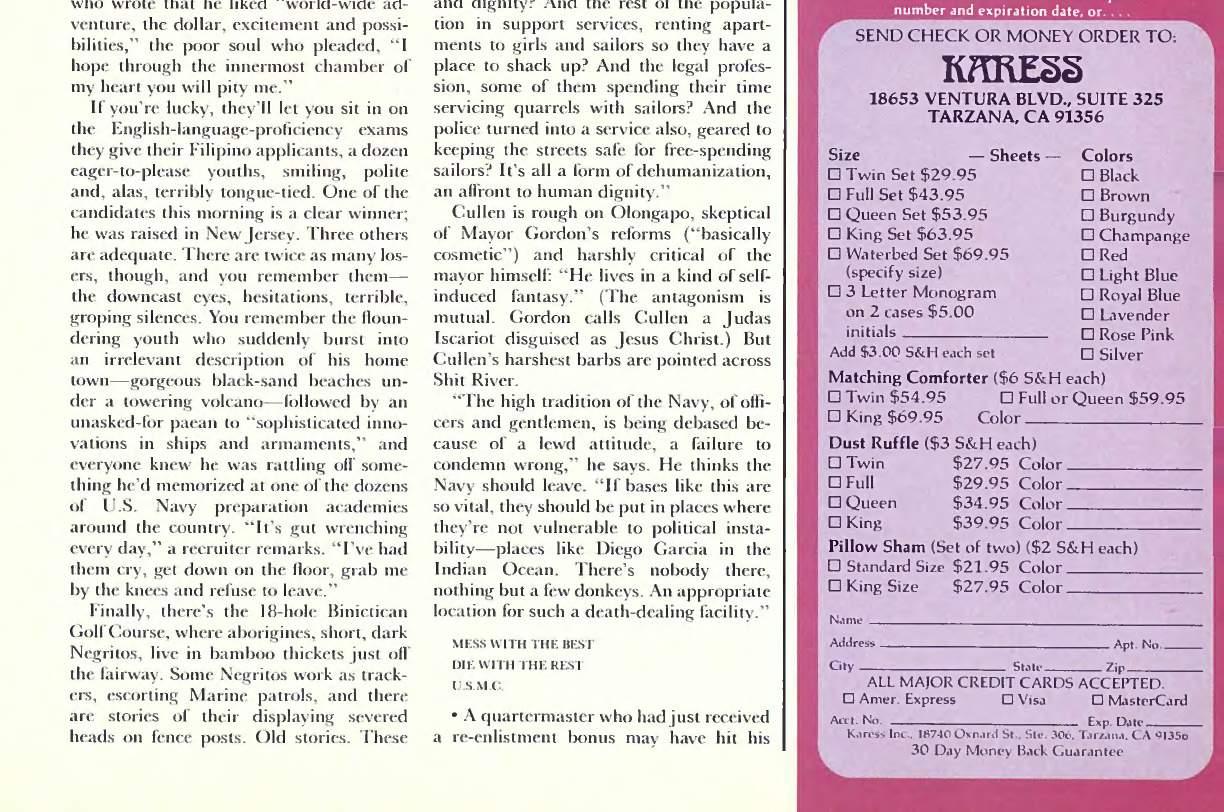 who wrote that he liked "world-wide ad-
venture, the dollar, excitement and possi-
bilities," the poor soul who pleaded, "I
hope through the innermost chamber of
my heart you will pity me."
If you're lucky, they'll let you sit in on
the English-language-proficiency exams
they give their Filipino applicants, a dozen
eager-to-please youths, smiling, polite
and, alas, terribly tongue-tied. One of the
candidates this morning is a clear winner;
he was raised in New Jersey. Three others
are adequate. There are twice as many los-
ers, though, and you remember them—
the downcast eyes, hesitations, terrible,
groping silences. You remember the floun-
dering youth who suddenly burst into
an irrelevant description of his home
town—gorgeous black-sand beaches un-
der a towering volcano—followed by an
unasked-for paean to "sophisticated inno-
vations in ships and armaments," and
everyone knew he was rattling off some-
thing he'd memorized at one of the dozens
of U.S. Navy preparation academies
around the country. "It's gut wrenching
every day," a recruiter remarks. "I've had
them cry, get down on the floor, grab me
by the knees and refuse to leave."
Finally, there's the 18-hole Binictican
Golf Course, where aborigines, short, dark
Negritos, live in bamboo thickets just off
the fairway. Some Negritos work as track-
ers, escorting Marine patrols, and there
are stories of their displaying severed
heads on fence posts. Old stories. These
and dignity? And the rest of the popula-
tion in support services, renting apart-
ments to girls and sailors so they have a
place to shack up? And the legal profes-
sion, some of them spending their time
servicing quarrels with sailors? And the
police turned into a service also, geared to
keeping the streets safe for free-spending
sailors? It's all a form of dehumanization,
an affront to human dignity."
Cullen is rough on Olongapo, skeptical
of Mayor Gordon's reforms ("basically
cosmetic") and harshly critical of the
mayor himself: "He lives in a kind of self-
induced fantasy." (The antagonism is
mutual. Gordon calls Cullen a Judas
Iscariot disguised as Jesus Christ.) But
Cullen's harshest barbs are pointed across
Shit River.
"The high tradition of the Navy, of offi-
cers and gentlemen, is being debased be-
cause of a lewd attitude, a failure to
condemn wrong," he says. He thinks the
Navy should leave. "If bases like this are
so vital, they should be put in places where
they're not vulnerable to political insta-
bility—places like Diego Garcia in the
Indian Ocean. There's nobody there,
nothing but a few donkeys. An appropriate
location for such a death-dealing facility."
MESS WITH THE BEST
DIE WITH THE REST
U.S.M.C.
• A quartermaster who had just received
a re-enlistment bonus may have hit his
number and expiration date, or....
SEND CHECK OR MONEY ORDER TO:
KARESS
18653 VENTURA BLVD., SUITE 325
TARZANA, CA 91356
Size — Sheets — Colors
☐ Twin Set $29.95 ☐ Black
☐ Full Set $43.95 ☐ Brown
☐ Queen Set $53.95 ☐ Burgundy
☐ King Set $63.95 ☐ Champange
☐ Waterbed Set $69.95 ☐ Red
(specify size) ☐ Light Blue
☐ 3 Letter Monogram ☐ Royal Blue
on 2 cases $5.00 ☐ Lavender
initials ☐ Rose Pink
Add $3.00 S&H each set ☐ Silver
Matching Comforter ($6 S&H each)
☐ Twin $54.95 ☐ Full or Queen $59.95
☐ King $69.95 Color
Dust Ruffle ($3 S&H each)
☐ Twin $27.95 Color
☐ Full $29.95 Color
☐ Queen $34.95 Color
☐ King $39.95 Color
Pillow Sham (Set of two) ($2 S&H each)
☐ Standard Size $21.95 Color
☐ King Size $27.95 Color
Name
Address Apt. No.
City State Zip
ALL MAJOR CREDIT CARDS ACCEPTED.
☐ Amer. Express ☐ Visa ☐ MasterCard
Acct. No. Exp. Date
Karess Inc., 18740 Oxnard St., Ste. 306, Tarzana, CA 91356
30 Day Money Back Guarantee